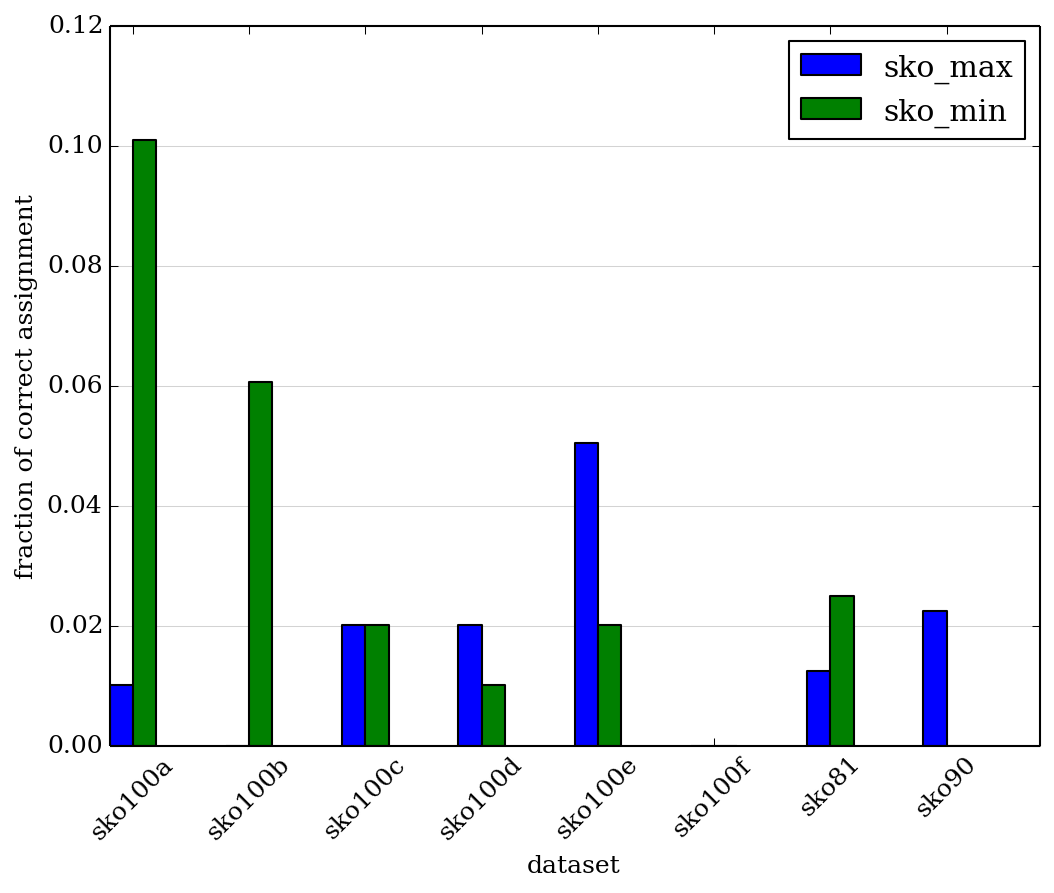 0.12
0.10
0.08
0.06
0.04
0.02
0.00
fraction of correct assignment
sko_max
sko_min
sko100a
sko100b
sko100c
sko100d
sko100e
sko100f
sko81
sko90
dataset